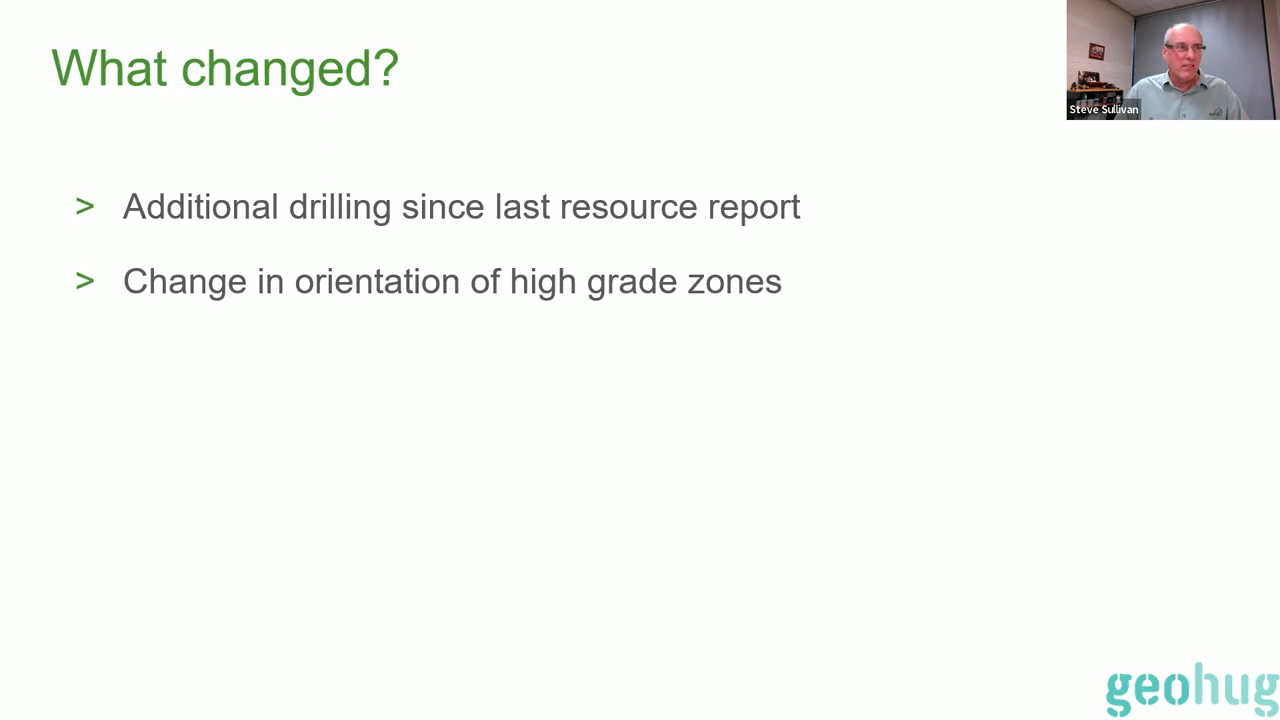 What changed?
Steve Sullivan
> Additional drilling since last resource report
> Change in orientation of high grade zones
geohug